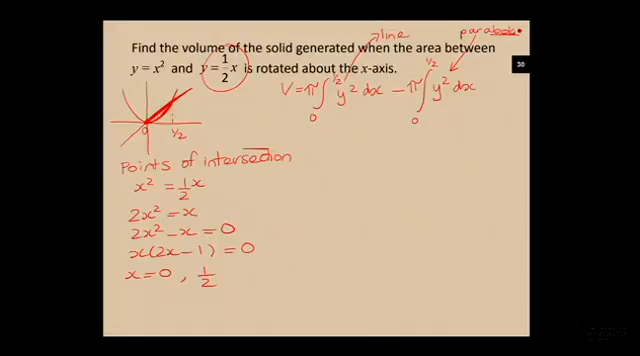 Find the volume of the solid generated when the area between
y = x² and y = 1/2 x is rotated about the x-axis.
30
line
parabola
V = π ∫₀^½ y² dx − π ∫₀^½ y² dx
0
1/2
Points of intersection
x² = 1/2 x
2x² = x
2x² − x = 0
x(2x − 1) = 0
x = 0 , 1/2